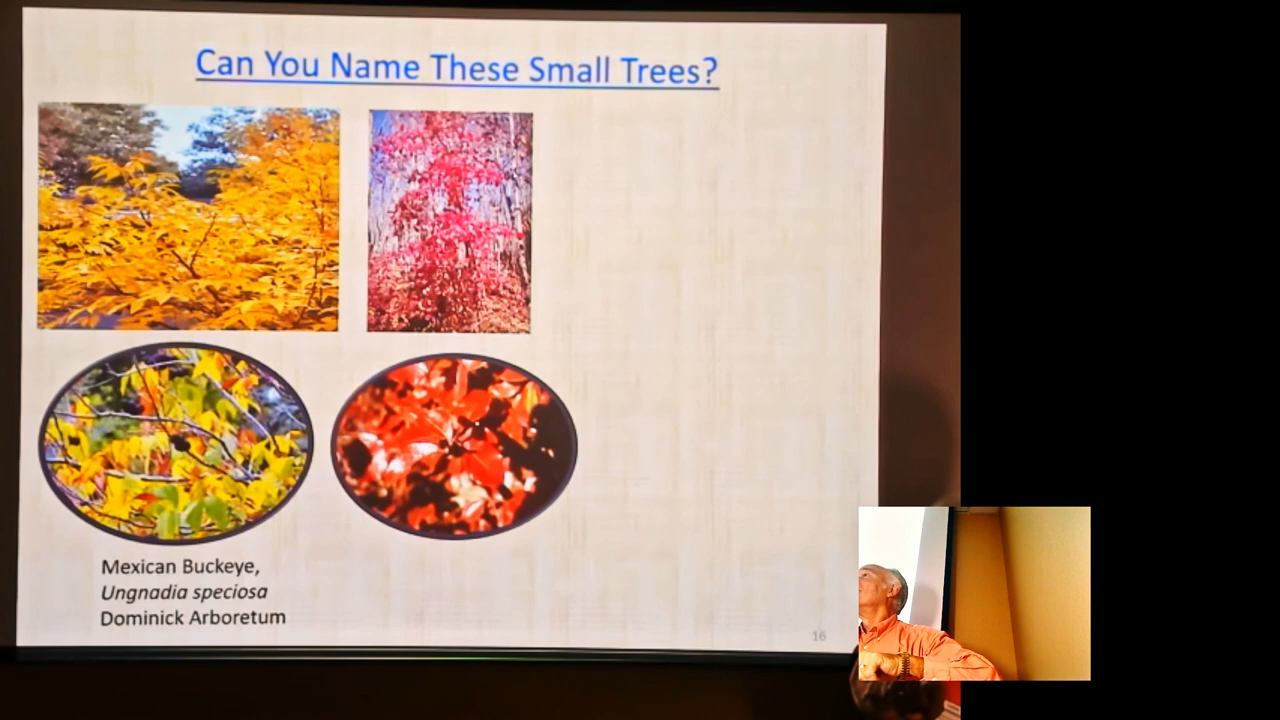 Can You Name These Small Trees?
Mexican Buckeye,
Ungnadia speciosa
Dominick Arboretum
16